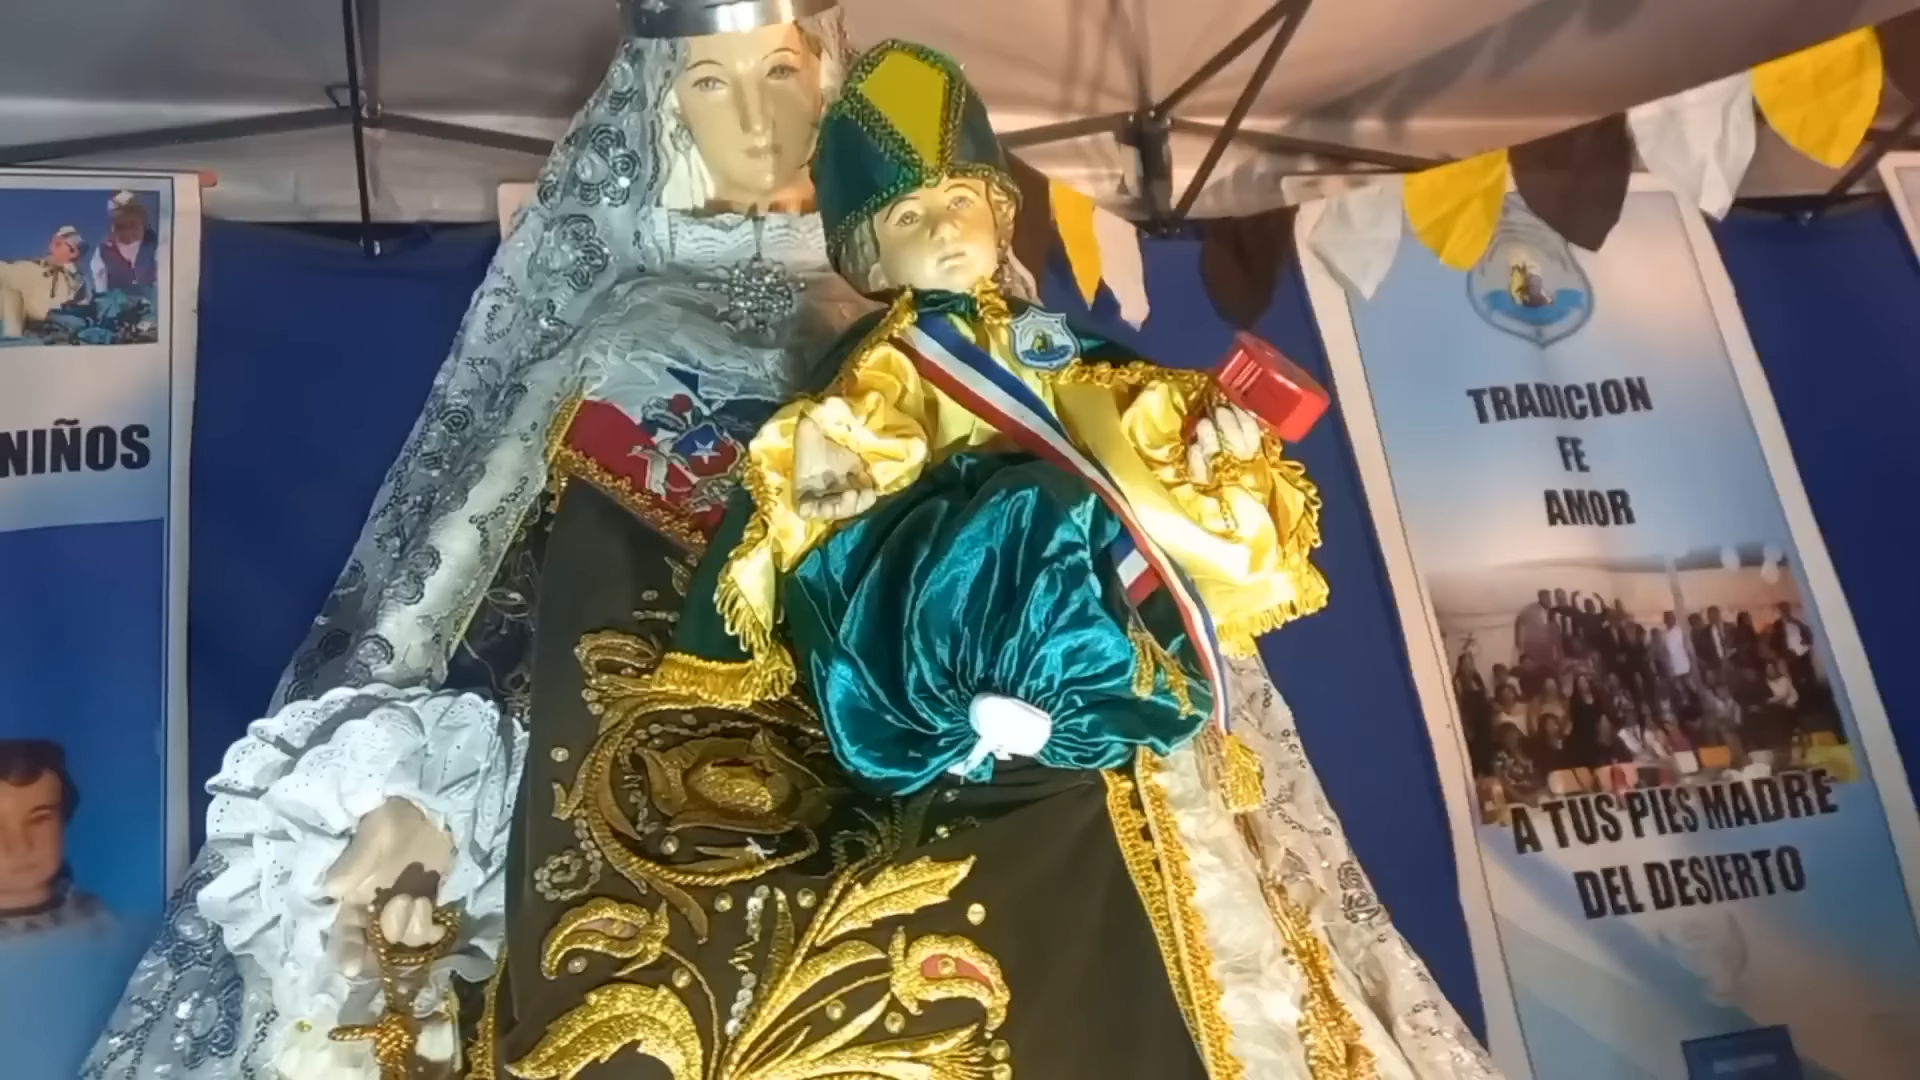 NIÑOS
TRADICION
FE
AMOR
A TUS PIES MADRE
DEL DESIERTO